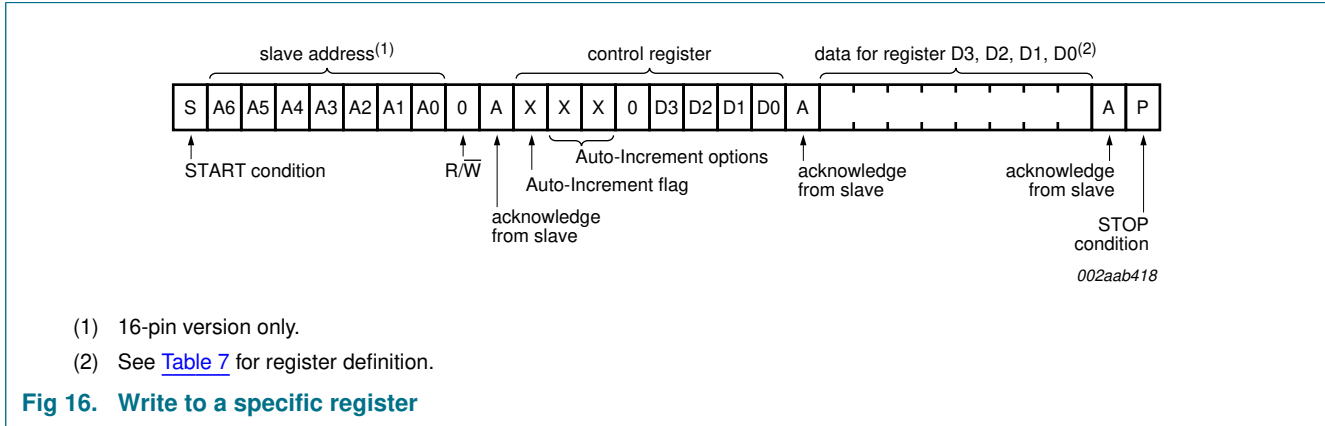 slave address(1) control register data for register D3, D2, D1, D0(2)
S A6 A5 A4 A3 A2 A1 A0 0 A X X X 0 D3 D2 D1 D0 A A P
START condition R/W Auto-Increment options
Auto-Increment flag
acknowledge
from slave
acknowledge
from slave
acknowledge
from slave
STOP
condition
002aab418
(1) 16-pin version only.
(2) See Table 7 for register definition.
Fig 16. Write to a specific register